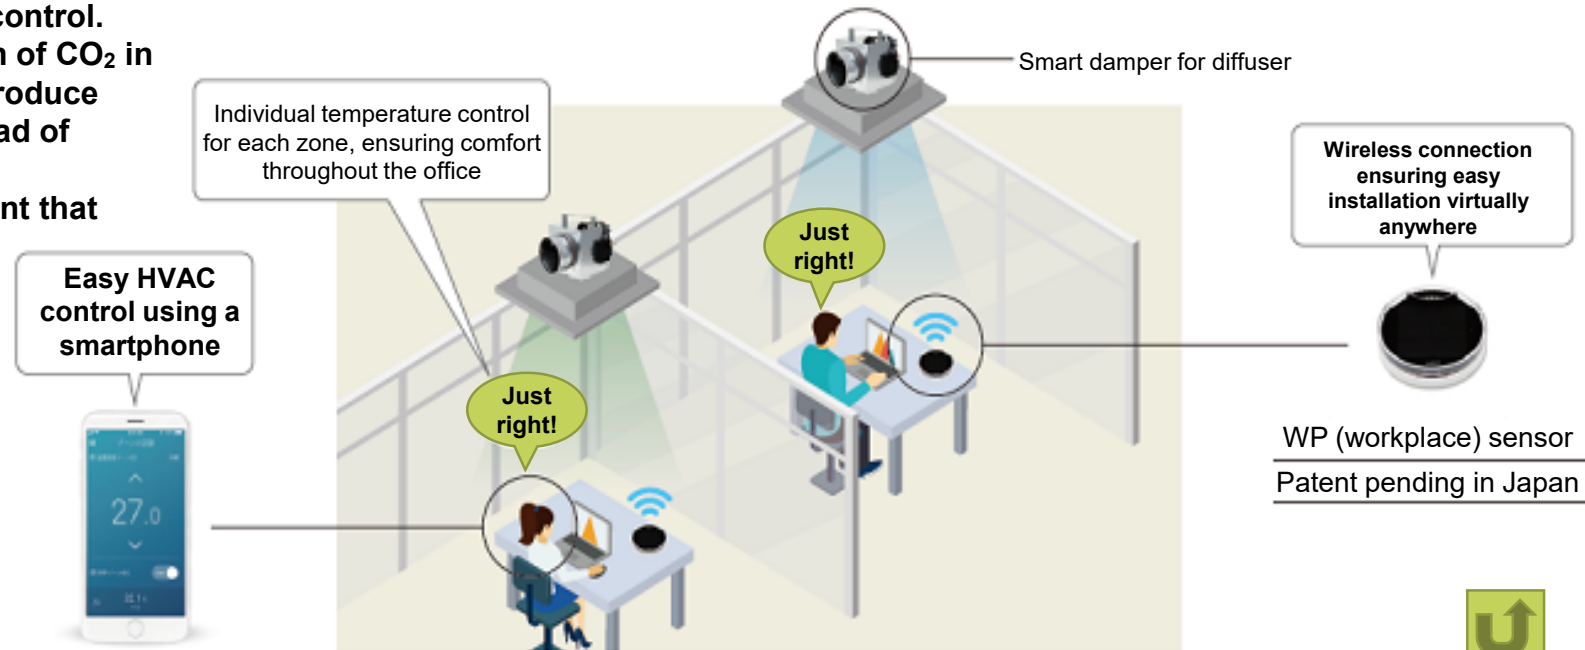 control.
n of CO₂ in
roduce
ad of
nt that
Individual temperature control
for each zone, ensuring comfort
throughout the office
Smart damper for diffuser
Wireless connection
ensuring easy
installation virtually
anywhere
Just
right!
Easy HVAC
control using a
smartphone
Just
right!
27.0
WP (workplace) sensor
Patent pending in Japan